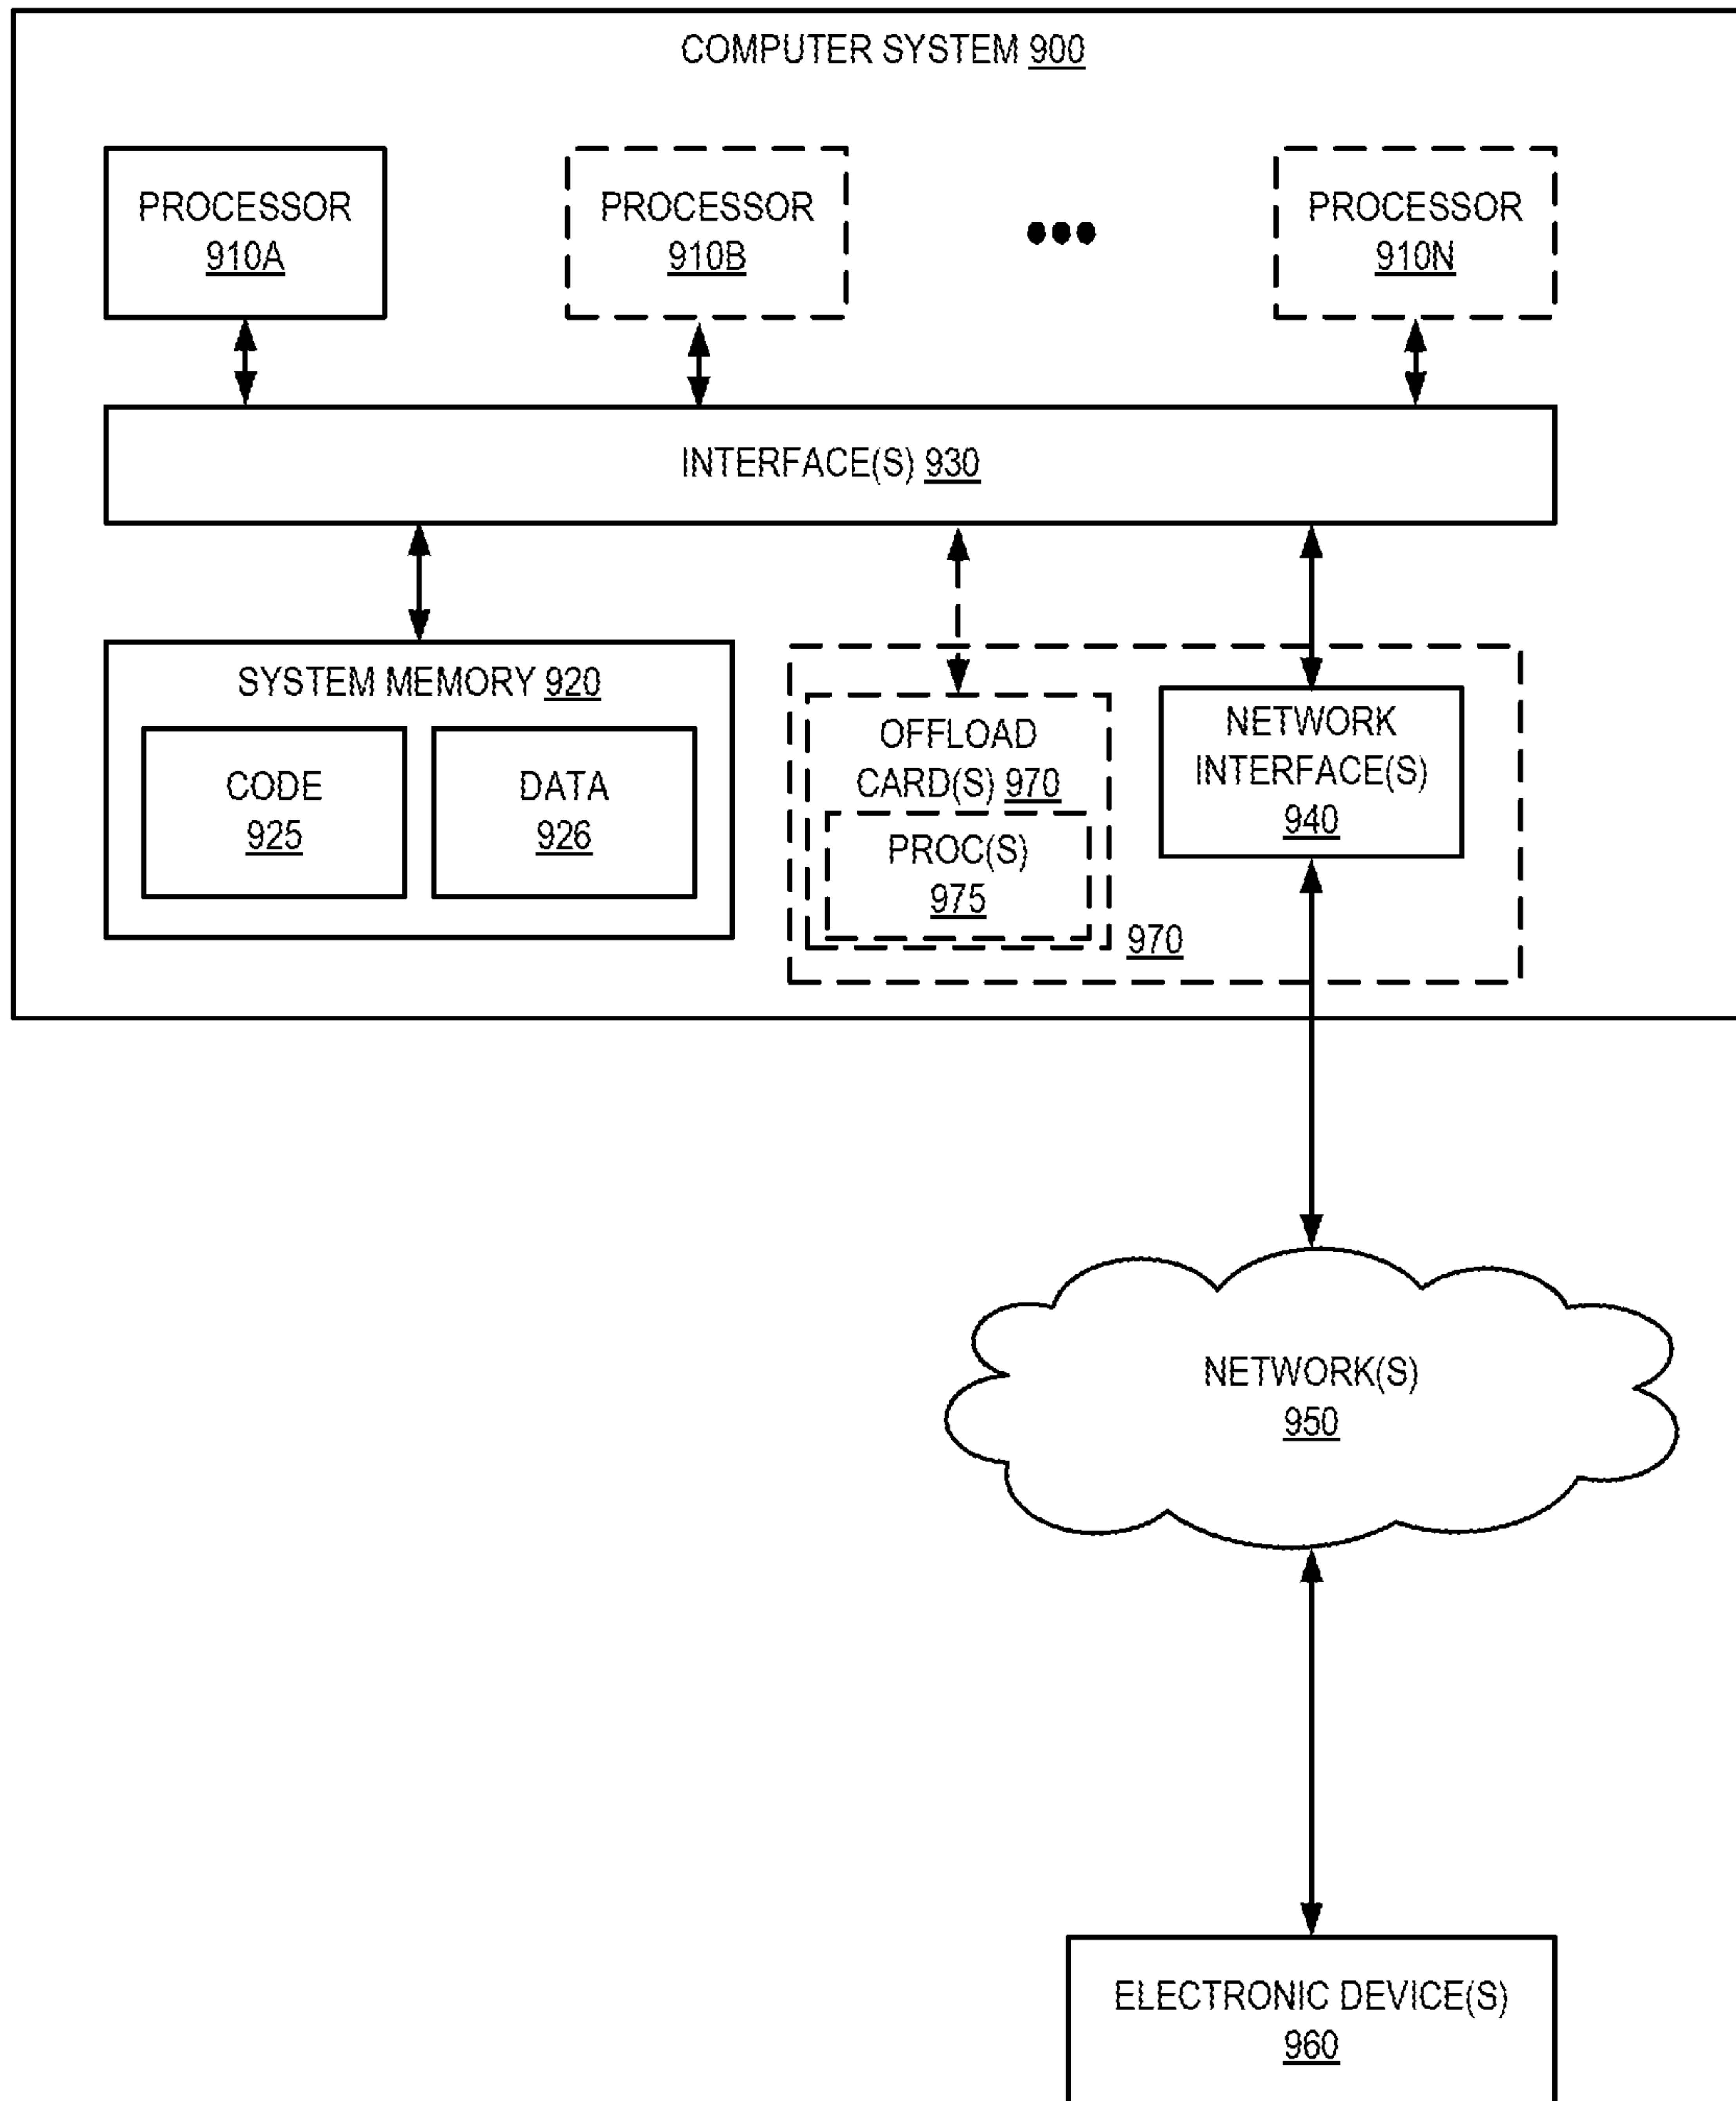 COMPUTER SYSTEM 900
PROCESSOR
910A
PROCESSOR
910B
PROCESSOR
910N
INTERFACE(S) 930
SYSTEM MEMORY 920
CODE
925
DATA
926
OFFLOAD
CARD(S) 970
PROC(S)
975
970
NETWORK
INTERFACE(S)
940
NETWORK(S)
950
ELECTRONIC DEVICE(S)
960